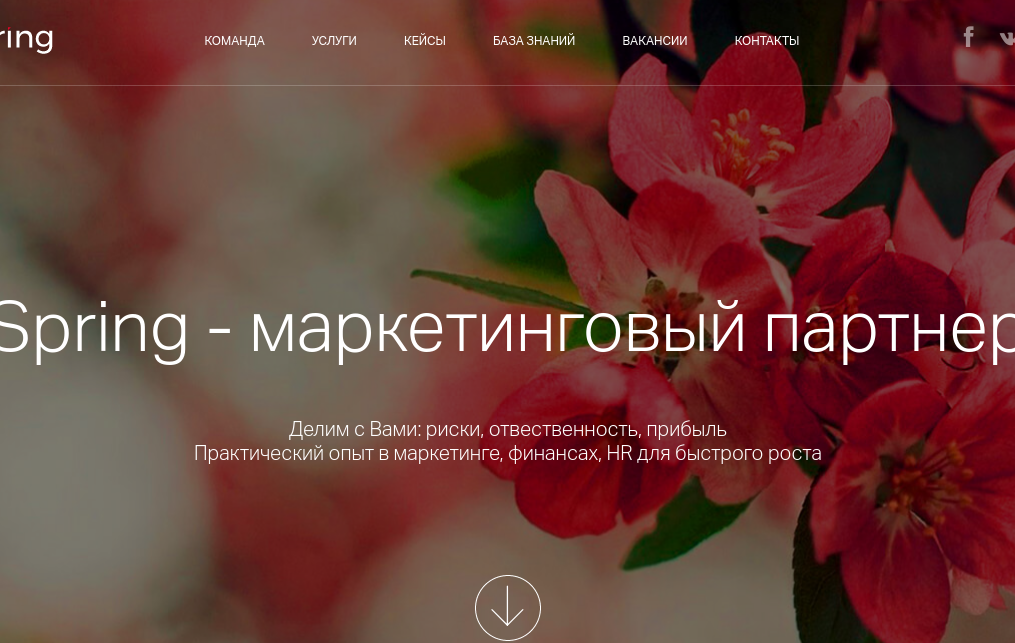 ring
КОМАНДА УСЛУГИ КЕЙСЫ БАЗА ЗНАНИЙ ВАКАНСИИ КОНТАКТЫ
Spring - маркетинговый партнер
Делим с Вами: риски, отвественность, прибыль
Практический опыт в маркетинге, финансах, HR для быстрого роста